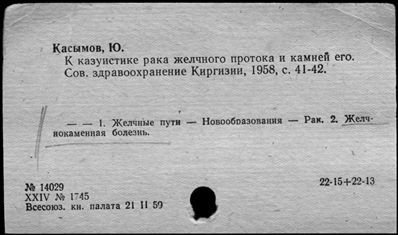 Касымов, Ю.
К казуистике рака желчного протока и камней его.
Сов. здравоохранение Киргизии, 1958, с. 41-42.
— — 1. Желчные пути — Новообразования — Рак. 2. Желч-
нокаменная болезнь.
№ 14029
22-15+22-13
XXIV № 1745
Всесоюз. кн. палата 21 II 59